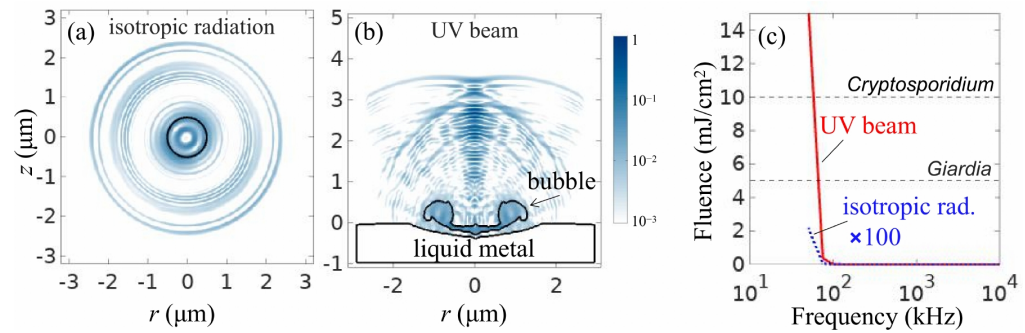 (a) isotropic radiation
z (μm)
3
2
1
0
-1
-2
-3
-3 -2 -1 0 1 2 3
r (μm)
(b) UV beam
5
4
3
2
1
0
-1
bubble
liquid metal
-2 0 2
r (μm)
1
10⁻¹
10⁻²
10⁻³
(c)
Fluence (mJ/cm²)
14
12
10
8
6
4
2
0
Cryptosporidium
UV beam
Giardia
isotropic rad.
×100
10¹ 10² 10³ 10⁴
Frequency (kHz)